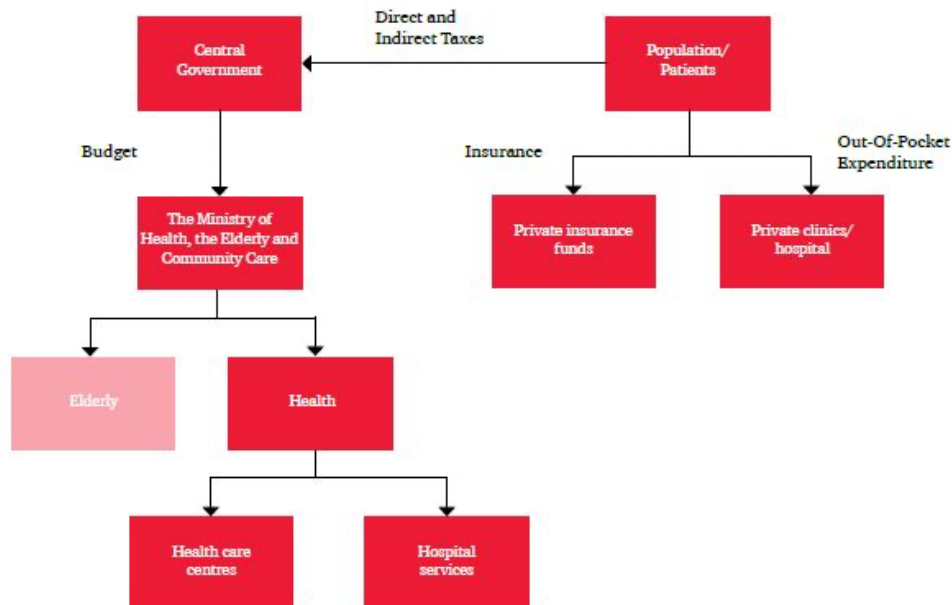 Direct and
Indirect Taxes
Central
Government
Population/
Patients
Budget
Insurance
Out-Of-Pocket
Expenditure
The Ministry of
Health, the Elderly and
Community Care
Private insurance
funds
Private clinics/
hospital
Elderly
Health
Health care
centres
Hospital
services